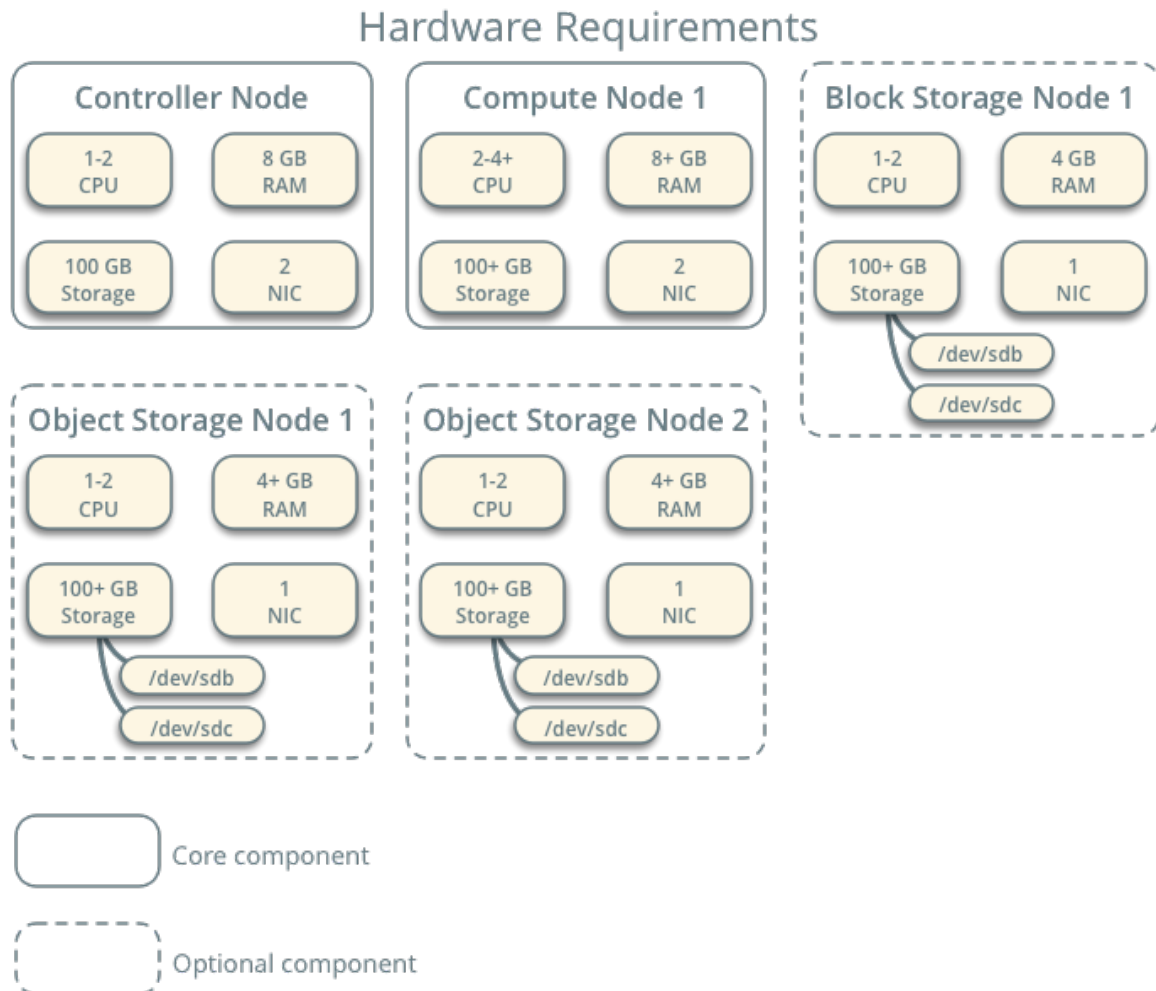 Hardware Requirements
Controller Node
1-2
CPU
8 GB
RAM
100 GB
Storage
2
NIC
Compute Node 1
2-4+
CPU
8+ GB
RAM
100+ GB
Storage
2
NIC
Block Storage Node 1
1-2
CPU
4 GB
RAM
100+ GB
Storage
1
NIC
/dev/sdb
/dev/sdc
Object Storage Node 1
1-2
CPU
4+ GB
RAM
100+ GB
Storage
1
NIC
/dev/sdb
/dev/sdc
Object Storage Node 2
1-2
CPU
4+ GB
RAM
100+ GB
Storage
1
NIC
/dev/sdb
/dev/sdc
Core component
Optional component